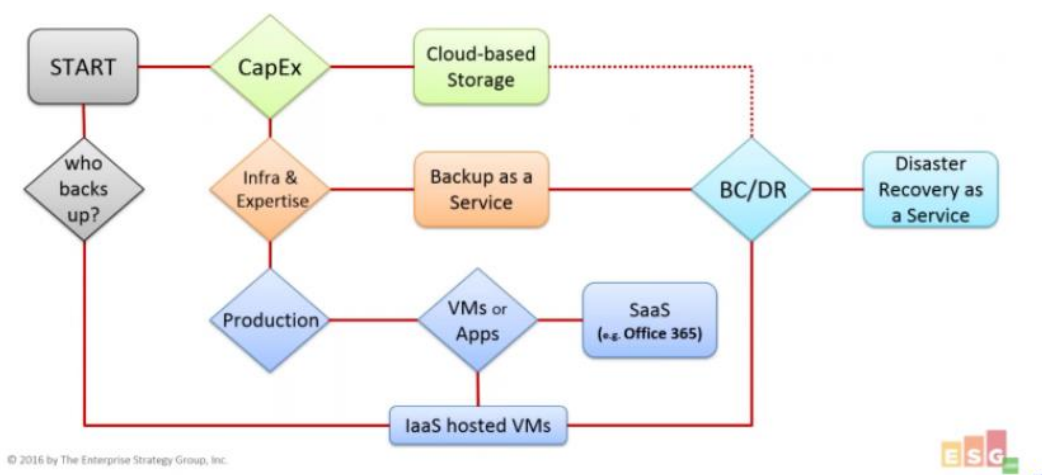 START
CapEx
Cloud-based
Storage
who
backs
up?
Infra &
Expertise
Backup as a
Service
BC/DR
Disaster
Recovery as
a Service
Production
VMs or
Apps
SaaS
(e.g. Office 365)
IaaS hosted VMs
© 2016 by The Enterprise Strategy Group, Inc.
ESG